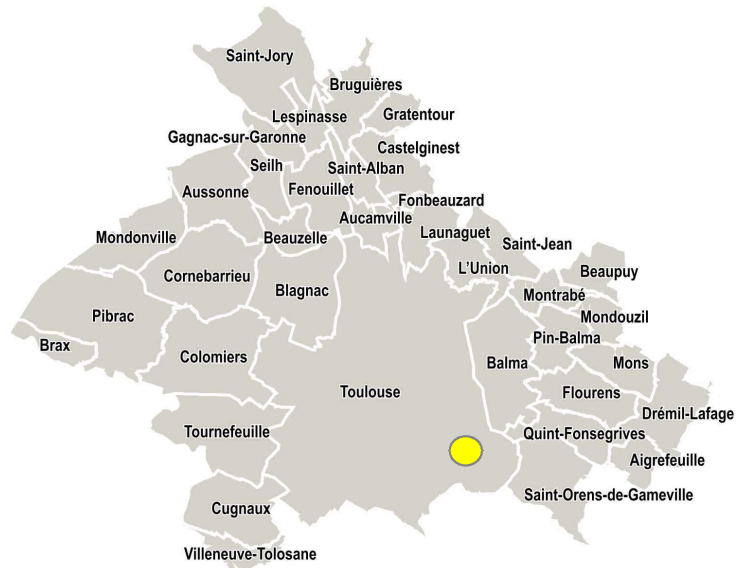 Saint-Jory
Bruguières
Lespinasse
Gratentour
Gagnac-sur-Garonne
Castelginest
Seilh
Saint-Alban
Fenouillet
Aussonne
Fonbeauzard
Aucamville
Launaguet
Mondonville
Beauzelle
Saint-Jean
L'Union
Beaupuy
Cornebarrieu
Blagnac
Montrabé
Pibrac
Mondouzil
Pin-Balma
Brax
Colomiers
Balma
Mons
Toulouse
Flourens
Drémil-Lafage
Tournefeuille
Quint-Fonsegrives
Aigrefeuille
Saint-Orens-de-Gameville
Cugnaux
Villeneuve-Tolosane